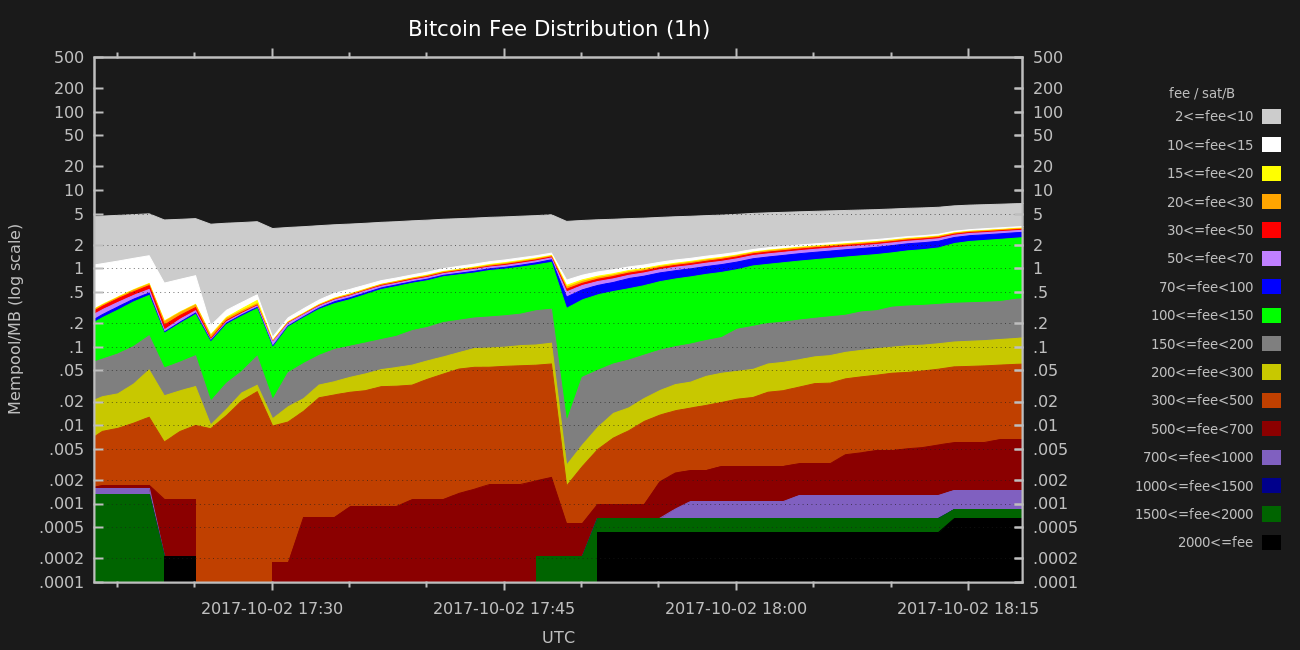 Bitcoin Fee Distribution (1h)
Mempool/MB (log scale)
500
200
100
50
20
10
5
2
1
.5
.2
.1
.05
.02
.01
.005
.002
.001
.0005
.0002
.0001
500
200
100
50
20
10
5
2
1
.5
.2
.1
.05
.02
.01
.005
.002
.001
.0005
.0002
.0001
2017-10-02 17:30
2017-10-02 17:45
2017-10-02 18:00
2017-10-02 18:15
UTC
fee / sat/B
2<=fee<10
10<=fee<15
15<=fee<20
20<=fee<30
30<=fee<50
50<=fee<70
70<=fee<100
100<=fee<150
150<=fee<200
200<=fee<300
300<=fee<500
500<=fee<700
700<=fee<1000
1000<=fee<1500
1500<=fee<2000
2000<=fee